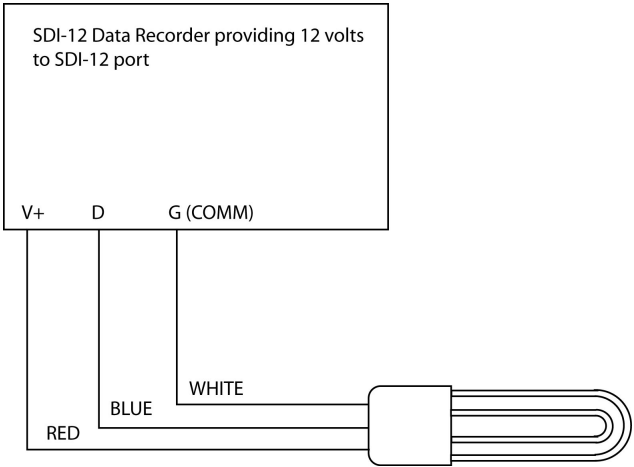 SDI-12 Data Recorder providing 12 volts
to SDI-12 port
V+ D G (COMM)
WHITE
BLUE
RED